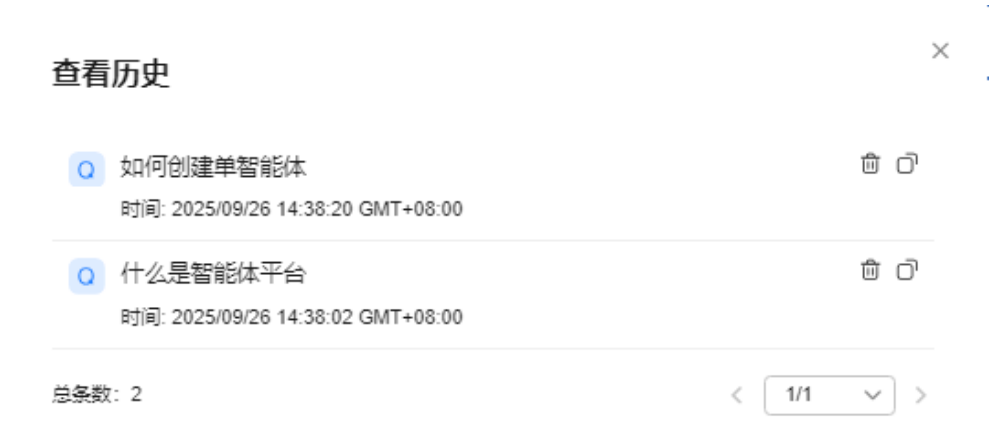 查看历史
Q 如何创建单智能体
时间: 2025/09/26 14:38:20 GMT+08:00
Q 什么是智能体平台
时间: 2025/09/26 14:38:02 GMT+08:00
总条数：2
1/1